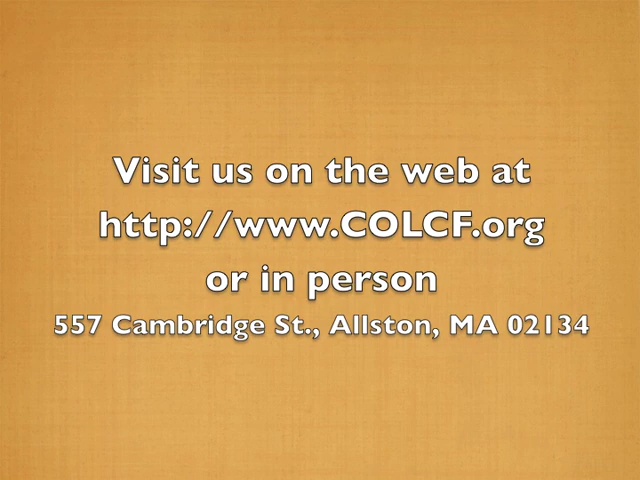 Visit us on the web at
http://www.COLCF.org
or in person
557 Cambridge St., Allston, MA 02134